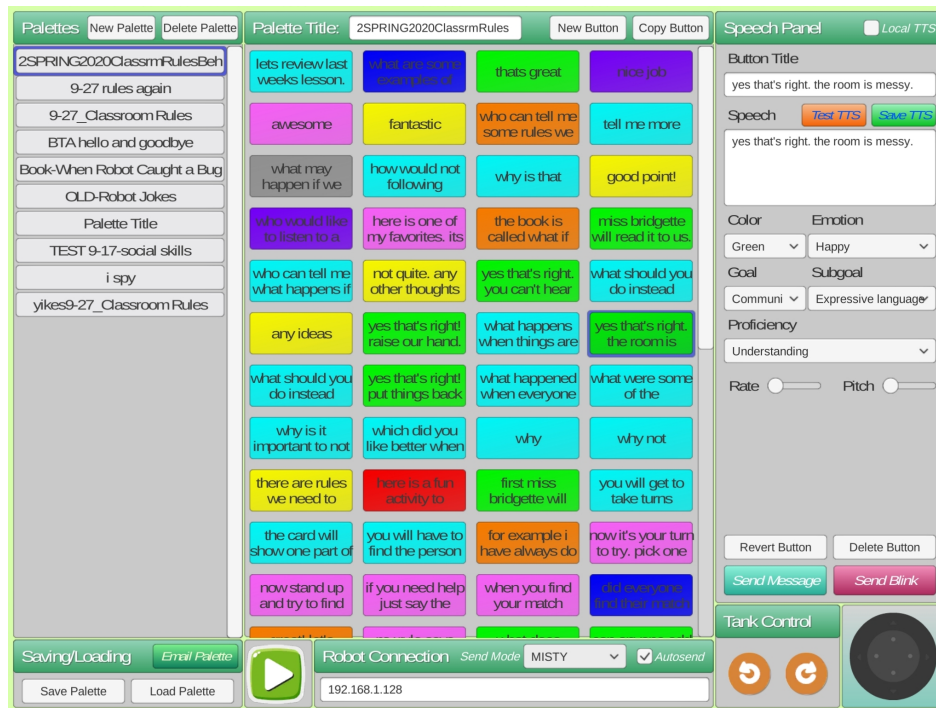 Palettes New Palette Delete Palette
2SPRING2020ClassrmRulesBeh
9-27 rules again
9-27_Classroom Rules
BTA hello and goodbye
Book-When Robot Caught a Bug
OLD-Robot Jokes
Palette Title
TEST 9-17-social skills
i spy
yikes9-27_Classroom Rules
Saving/Loading Email Palette
Save Palette Load Palette
Palette Title: 2SPRING2020ClassrmRules New Button Copy Button
lets review last
weeks lesson.
what are some
examples of
thats great
nice job
awesome
fantastic
who can tell me
some rules we
tell me more
what may
happen if we
how would not
following
why is that
good point!
who would like
to listen to a
here is one of
my favorites. its
the book is
called what if
miss bridgette
will read it to us.
who can tell me
what happens if
not quite. any
other thoughts
yes that's right.
you can't hear
what should you
do instead
any ideas
yes that's right!
raise our hand.
what happens
when things are
yes that's right.
the room is
what should you
do instead
yes that's right!
put things back
what happened
when everyone
what were some
of the
why is it
important to not
which did you
like better when
why
why not
there are rules
we need to
here is a fun
activity to
first miss
bridgette will
you will get to
take turns
the card will
show one part of
you will have to
find the person
for example i
have always do
now it's your turn
to try. pick one
now stand up
and try to find
if you need help
just say the
when you find
your match
did everyone
find their match
Robot Connection Send Mode MISTY Autosend
192.168.1.128
Speech Panel Local TTS
Button Title
yes that's right. the room is messy.
Speech Test TTS Save TTS
yes that's right. the room is messy.
Color Emotion
Green Happy
Goal Subgoal
Communi Expressive language
Proficiency
Understanding
Rate Pitch
Revert Button Delete Button
Send Message Send Blink
Tank Control